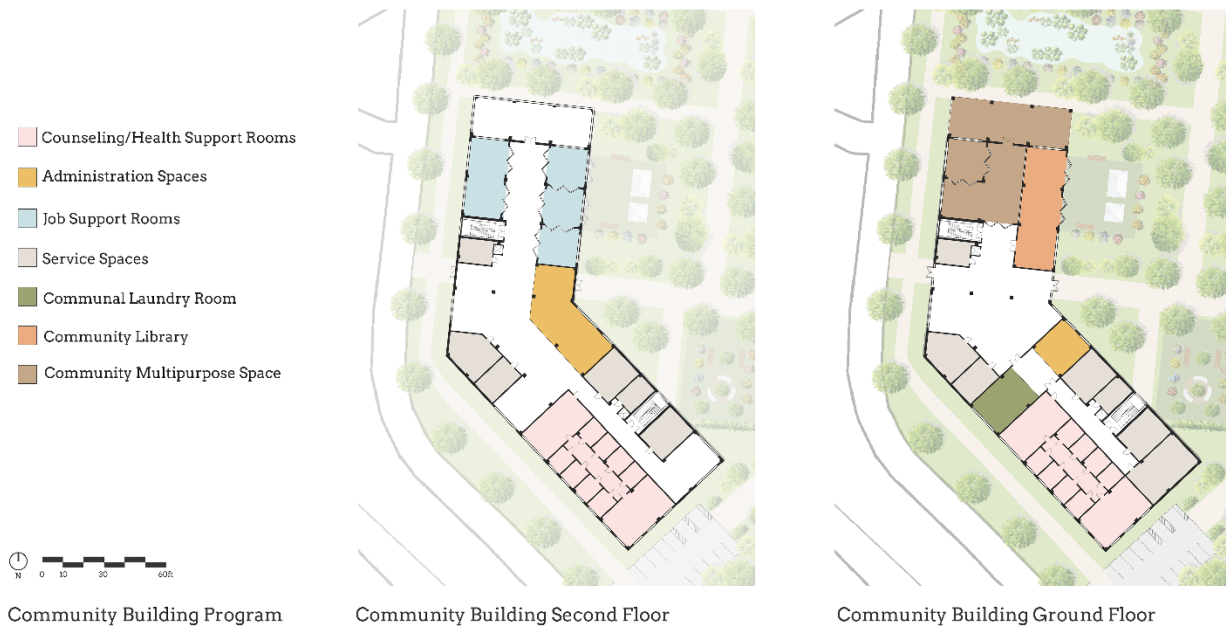 Counseling/Health Support Rooms
Administration Spaces
Job Support Rooms
Service Spaces
Communal Laundry Room
Community Library
Community Multipurpose Space
N
0 10 30 60ft
Community Building Program
Community Building Second Floor
Community Building Ground Floor